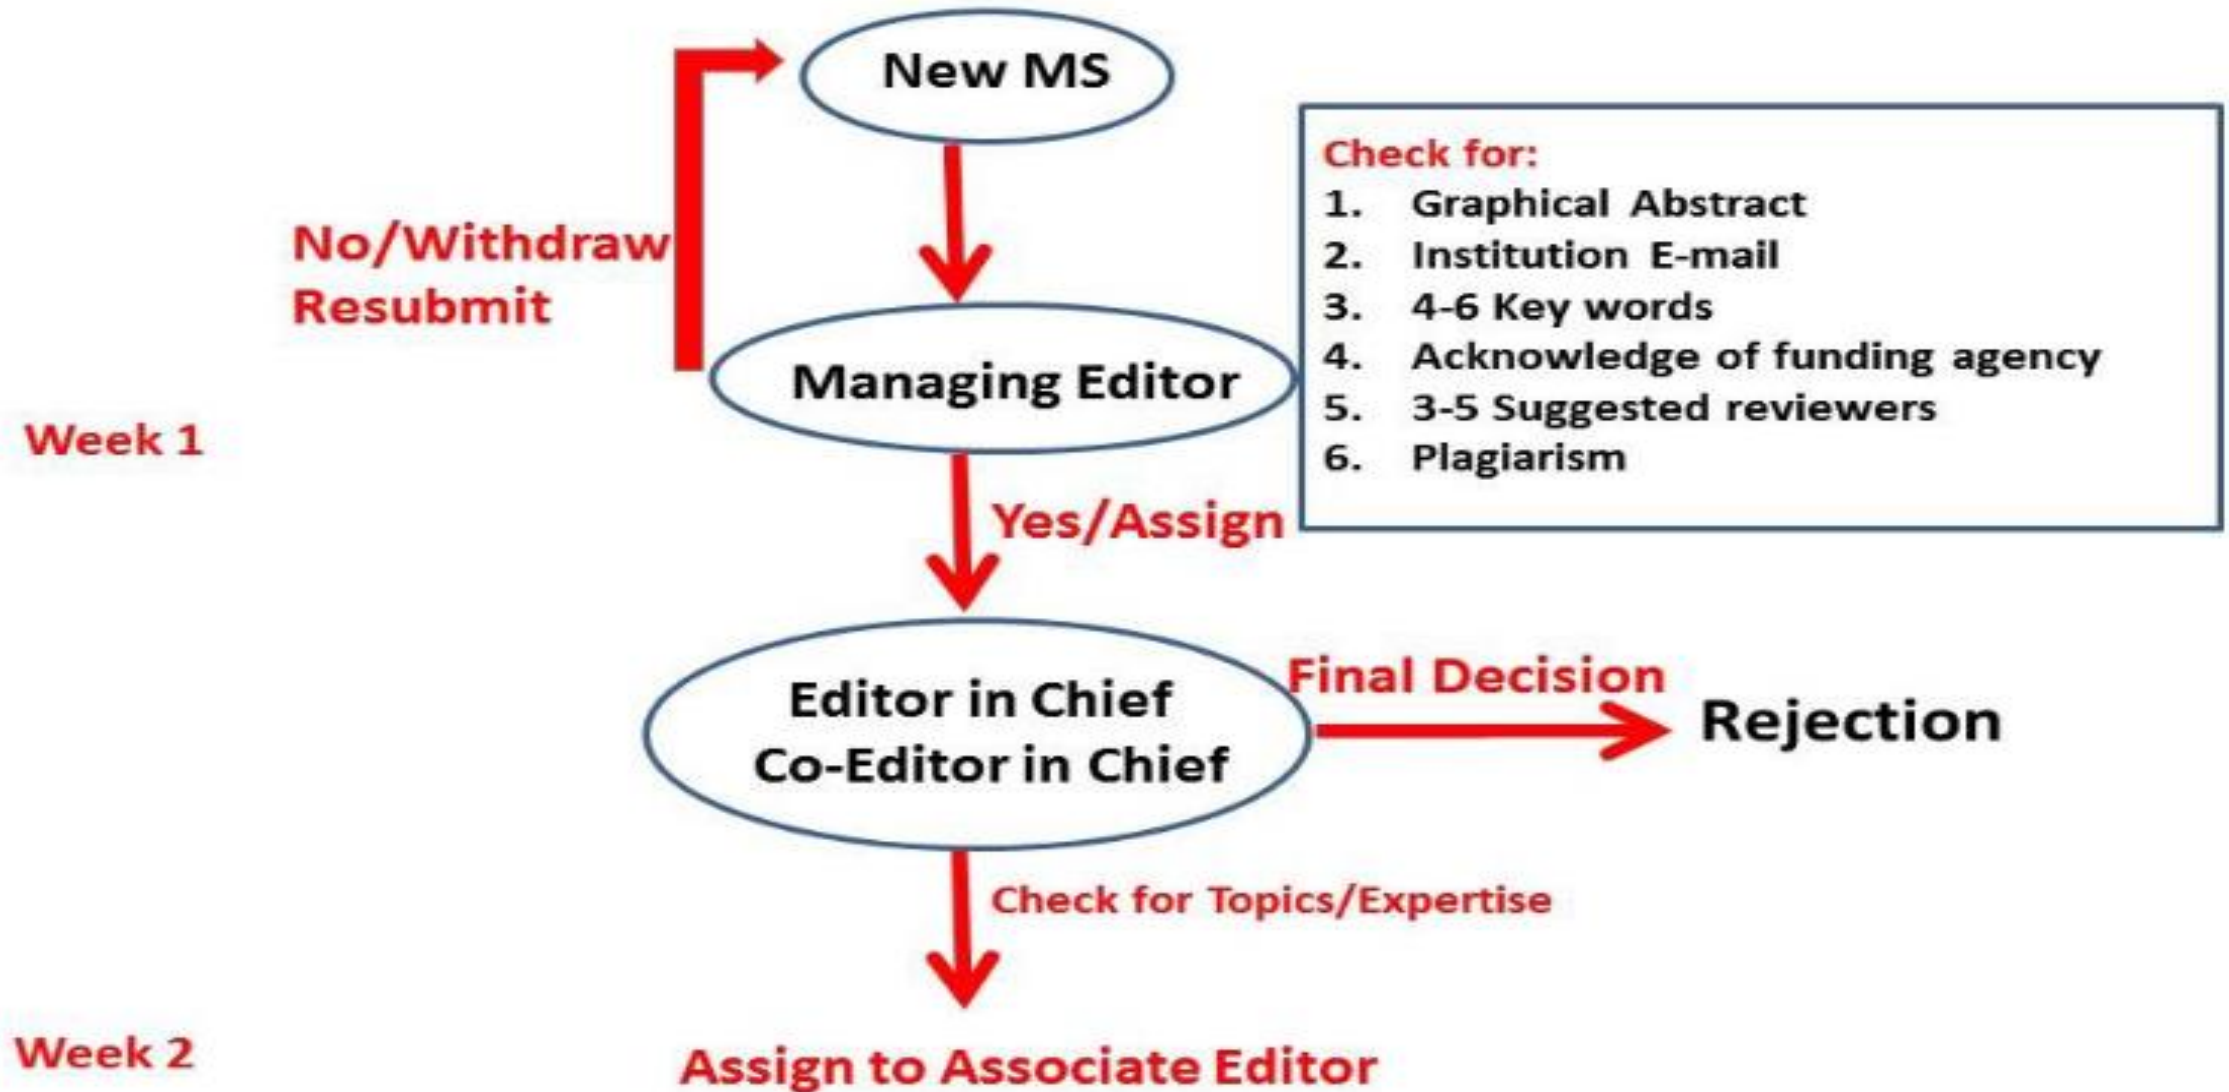 New MS
Check for:
1. Graphical Abstract
2. Institution E-mail
3. 4-6 Key words
4. Acknowledge of funding agency
5. 3-5 Suggested reviewers
6. Plagiarism
No/Withdraw
Resubmit
Managing Editor
Week 1
Yes/Assign
Editor in Chief
Co-Editor in Chief
Final Decision
Rejection
Check for Topics/Expertise
Week 2
Assign to Associate Editor